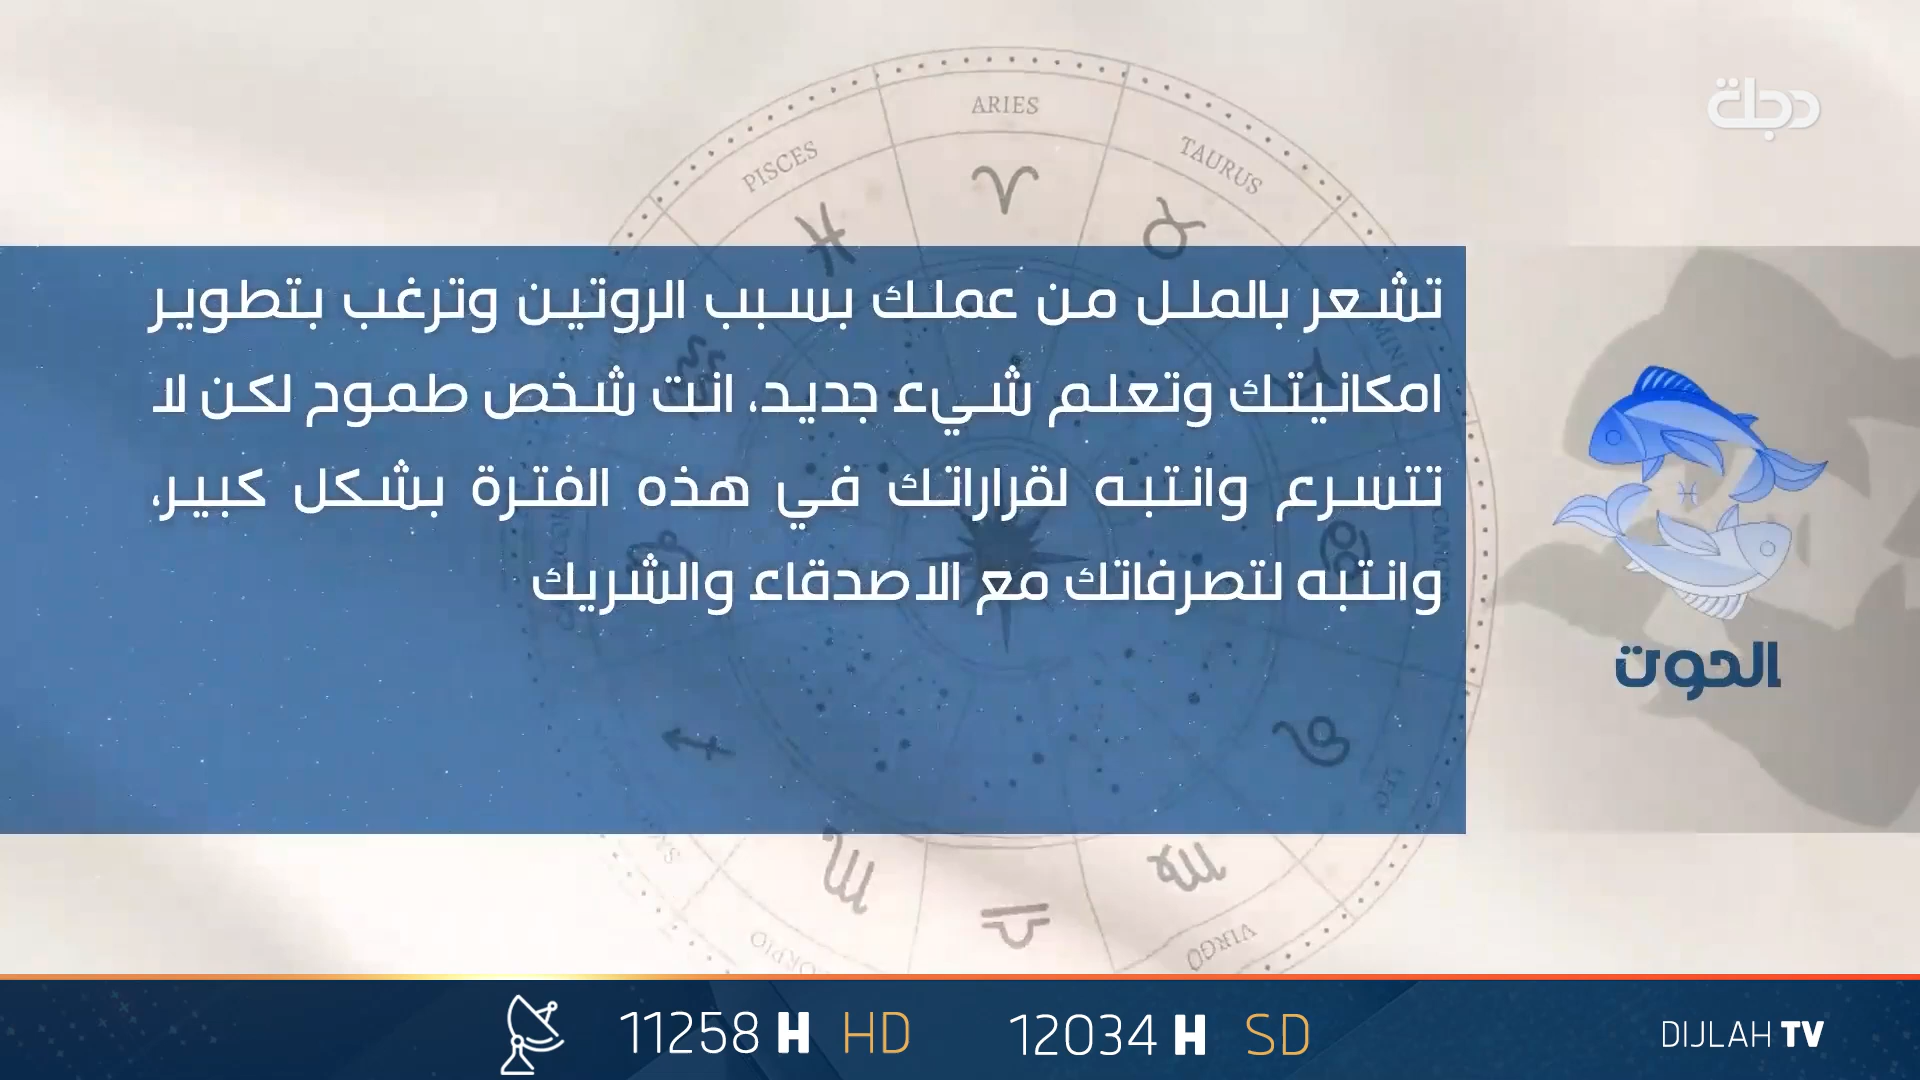 دجلة
ARIES
PISCES
TAURUS
تشعر بالملل من عملك بسبب الروتين وترغب بتطوير
امكانيتك وتعلم شيء جديد، انت شخص طموح لكن لا
تتسرع وانتبه لقراراتك في هذه الفترة بشكل كبير،
وانتبه لتصرفاتك مع الاصدقاء والشريك
الحوت
CANCER
LEO
VIRGO
11258 H HD 12034 H SD
DIJLAH TV